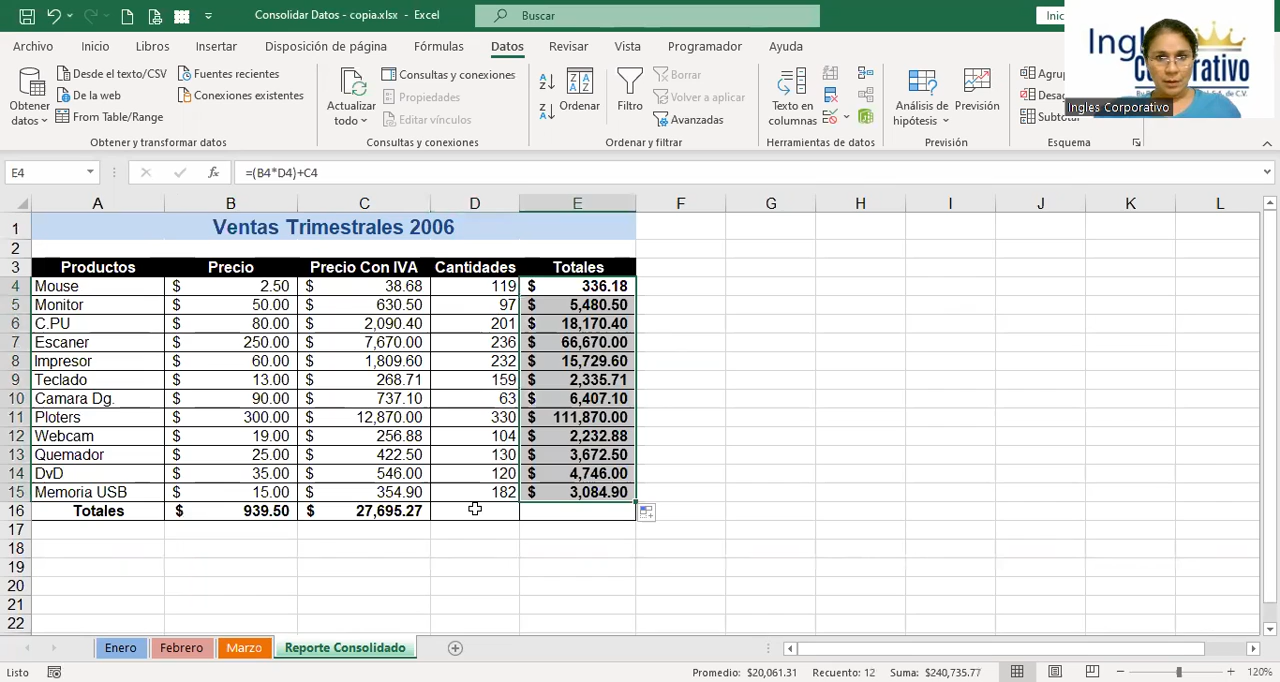 Consolidar Datos - copia.xlsx - Excel
Buscar
Inic
Archivo Inicio Libros Insertar Disposición de página Fórmulas Datos Revisar Vista Programador Ayuda
Obtener datos
Desde el texto/CSV
De la web
From Table/Range
Fuentes recientes
Conexiones existentes
Obtener y transformar datos
Actualizar todo
Consultas y conexiones
Propiedades
Editar vínculos
Consultas y conexiones
Ordenar
Filtro
Borrar
Volver a aplicar
Avanzadas
Ordenar y filtrar
Texto en columnas
Herramientas de datos
Análisis de hipótesis
Previsión
Previsión
Agrup
Desag
Subtota
Esquema
Ingl
Corporativo
Ingles Corporativo
E4 fx =(B4*D4)+C4
A B C D E F G H I J K L
1 Ventas Trimestrales 2006
2
3 Productos Precio Precio Con IVA Cantidades Totales
4 Mouse $ 2.50 $ 38.68 119 $ 336.18
5 Monitor $ 50.00 $ 630.50 97 $ 5,480.50
6 C.PU $ 80.00 $ 2,090.40 201 $ 18,170.40
7 Escaner $ 250.00 $ 7,670.00 236 $ 66,670.00
8 Impresor $ 60.00 $ 1,809.60 232 $ 15,729.60
9 Teclado $ 13.00 $ 268.71 159 $ 2,335.71
10 Camara Dg. $ 90.00 $ 737.10 63 $ 6,407.10
11 Ploters $ 300.00 $ 12,870.00 330 $ 111,870.00
12 Webcam $ 19.00 $ 256.88 104 $ 2,232.88
13 Quemador $ 25.00 $ 422.50 130 $ 3,672.50
14 DvD $ 35.00 $ 546.00 120 $ 4,746.00
15 Memoria USB $ 15.00 $ 354.90 182 $ 3,084.90
16 Totales $ 939.50 $ 27,695.27
17
18
19
20
21
22
Enero Febrero Marzo Reporte Consolidado
Listo Promedio: $20,061.31 Recuento: 12 Suma: $240,735.77 120%